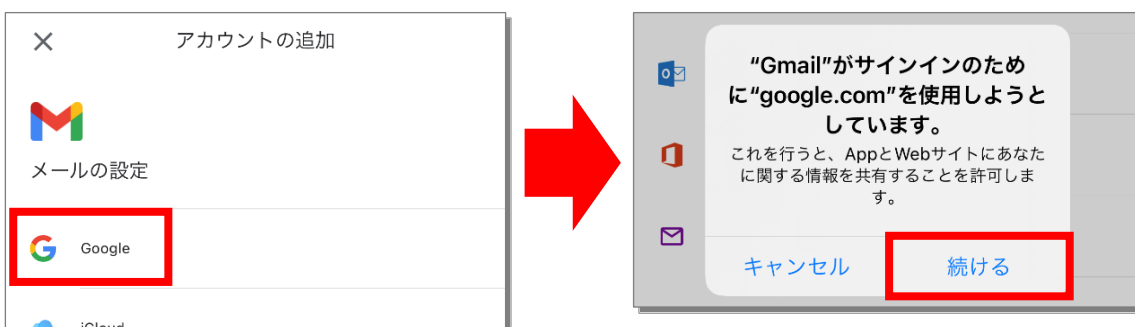 アカウントの追加
メールの設定
Google
iCloud
“Gmail”がサインインのため
に“google.com”を使用しようと
しています。
これを行うと、AppとWebサイトにあなた
に関する情報を共有することを許可しま
す。
キャンセル
続ける